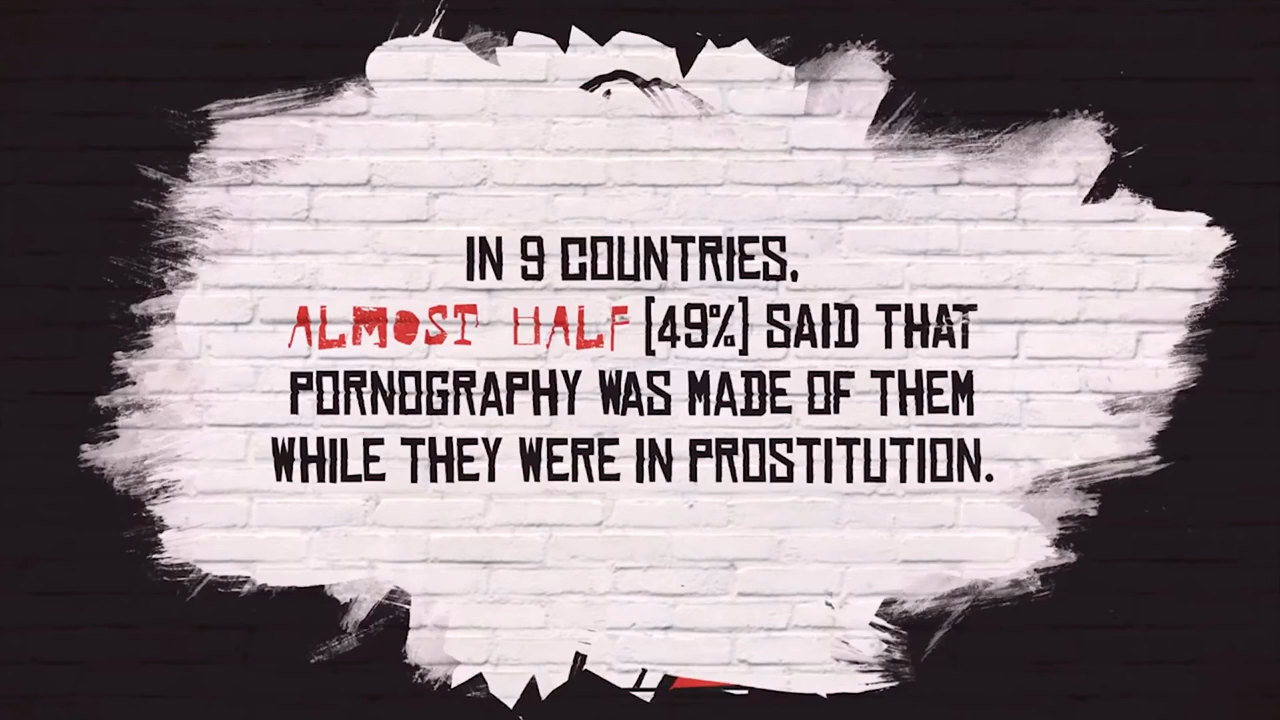 IN 9 COUNTRIES,
ALMOST HALF [49%] SAID THAT
PORNOGRAPHY WAS MADE OF THEM
WHILE THEY WERE IN PROSTITUTION.